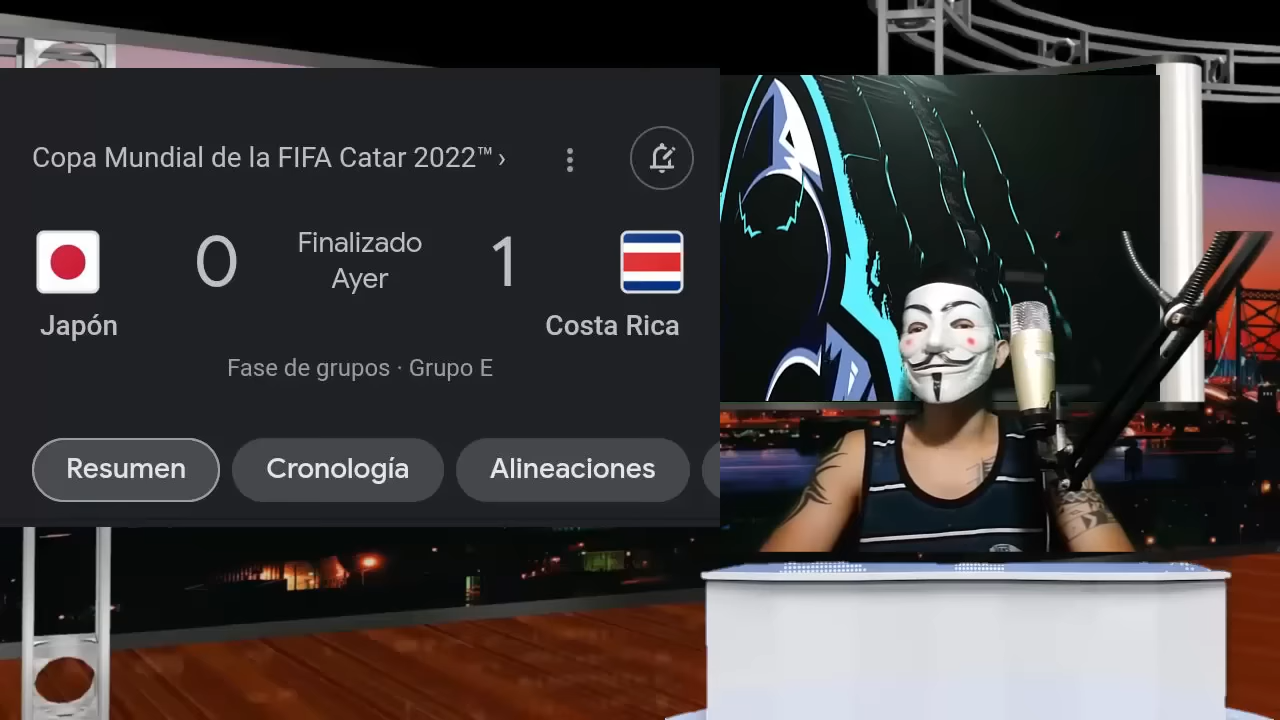 Copa Mundial de la FIFA Catar 2022™ ›
0 Finalizado 1
Ayer
Japón Costa Rica
Fase de grupos · Grupo E
Resumen Cronología Alineaciones